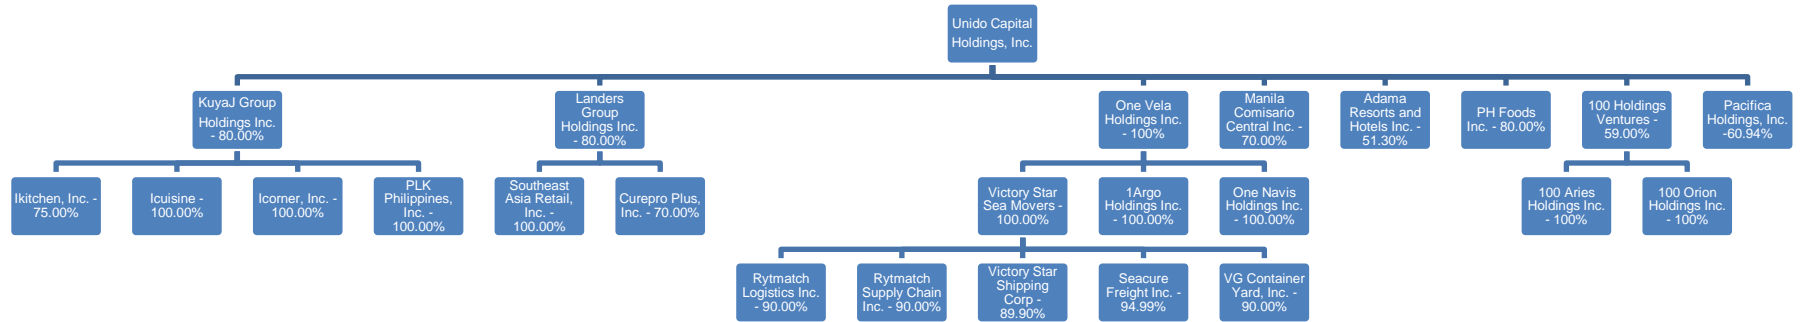 Unido Capital
Holdings, Inc.
KuyaJ Group
Holdings Inc.
- 80.00%
Landers
Group
Holdings Inc.
- 80.00%
One Vela
Holdings Inc.
- 100%
Manila
Comisario
Central Inc. -
70.00%
Adama
Resorts and
Hotels Inc. -
51.30%
PH Foods
Inc. - 80.00%
100 Holdings
Ventures -
59.00%
Pacifica
Holdings, Inc.
-60.94%
Ikitchen, Inc. -
75.00%
Icuisine -
100.00%
Icorner, Inc. -
100.00%
PLK
Philippines,
Inc. -
100.00%
Southeast
Asia Retail,
Inc. -
100.00%
Curepro Plus,
Inc. - 70.00%
Victory Star
Sea Movers -
100.00%
1Argo
Holdings Inc.
- 100.00%
One Navis
Holdings Inc.
- 100.00%
100 Aries
Holdings Inc.
- 100%
100 Orion
Holdings Inc.
- 100%
Rytmatch
Logistics Inc.
- 90.00%
Rytmatch
Supply Chain
Inc. - 90.00%
Victory Star
Shipping
Corp -
89.90%
Seacure
Freight Inc. -
94.99%
VG Container
Yard, Inc. -
90.00%